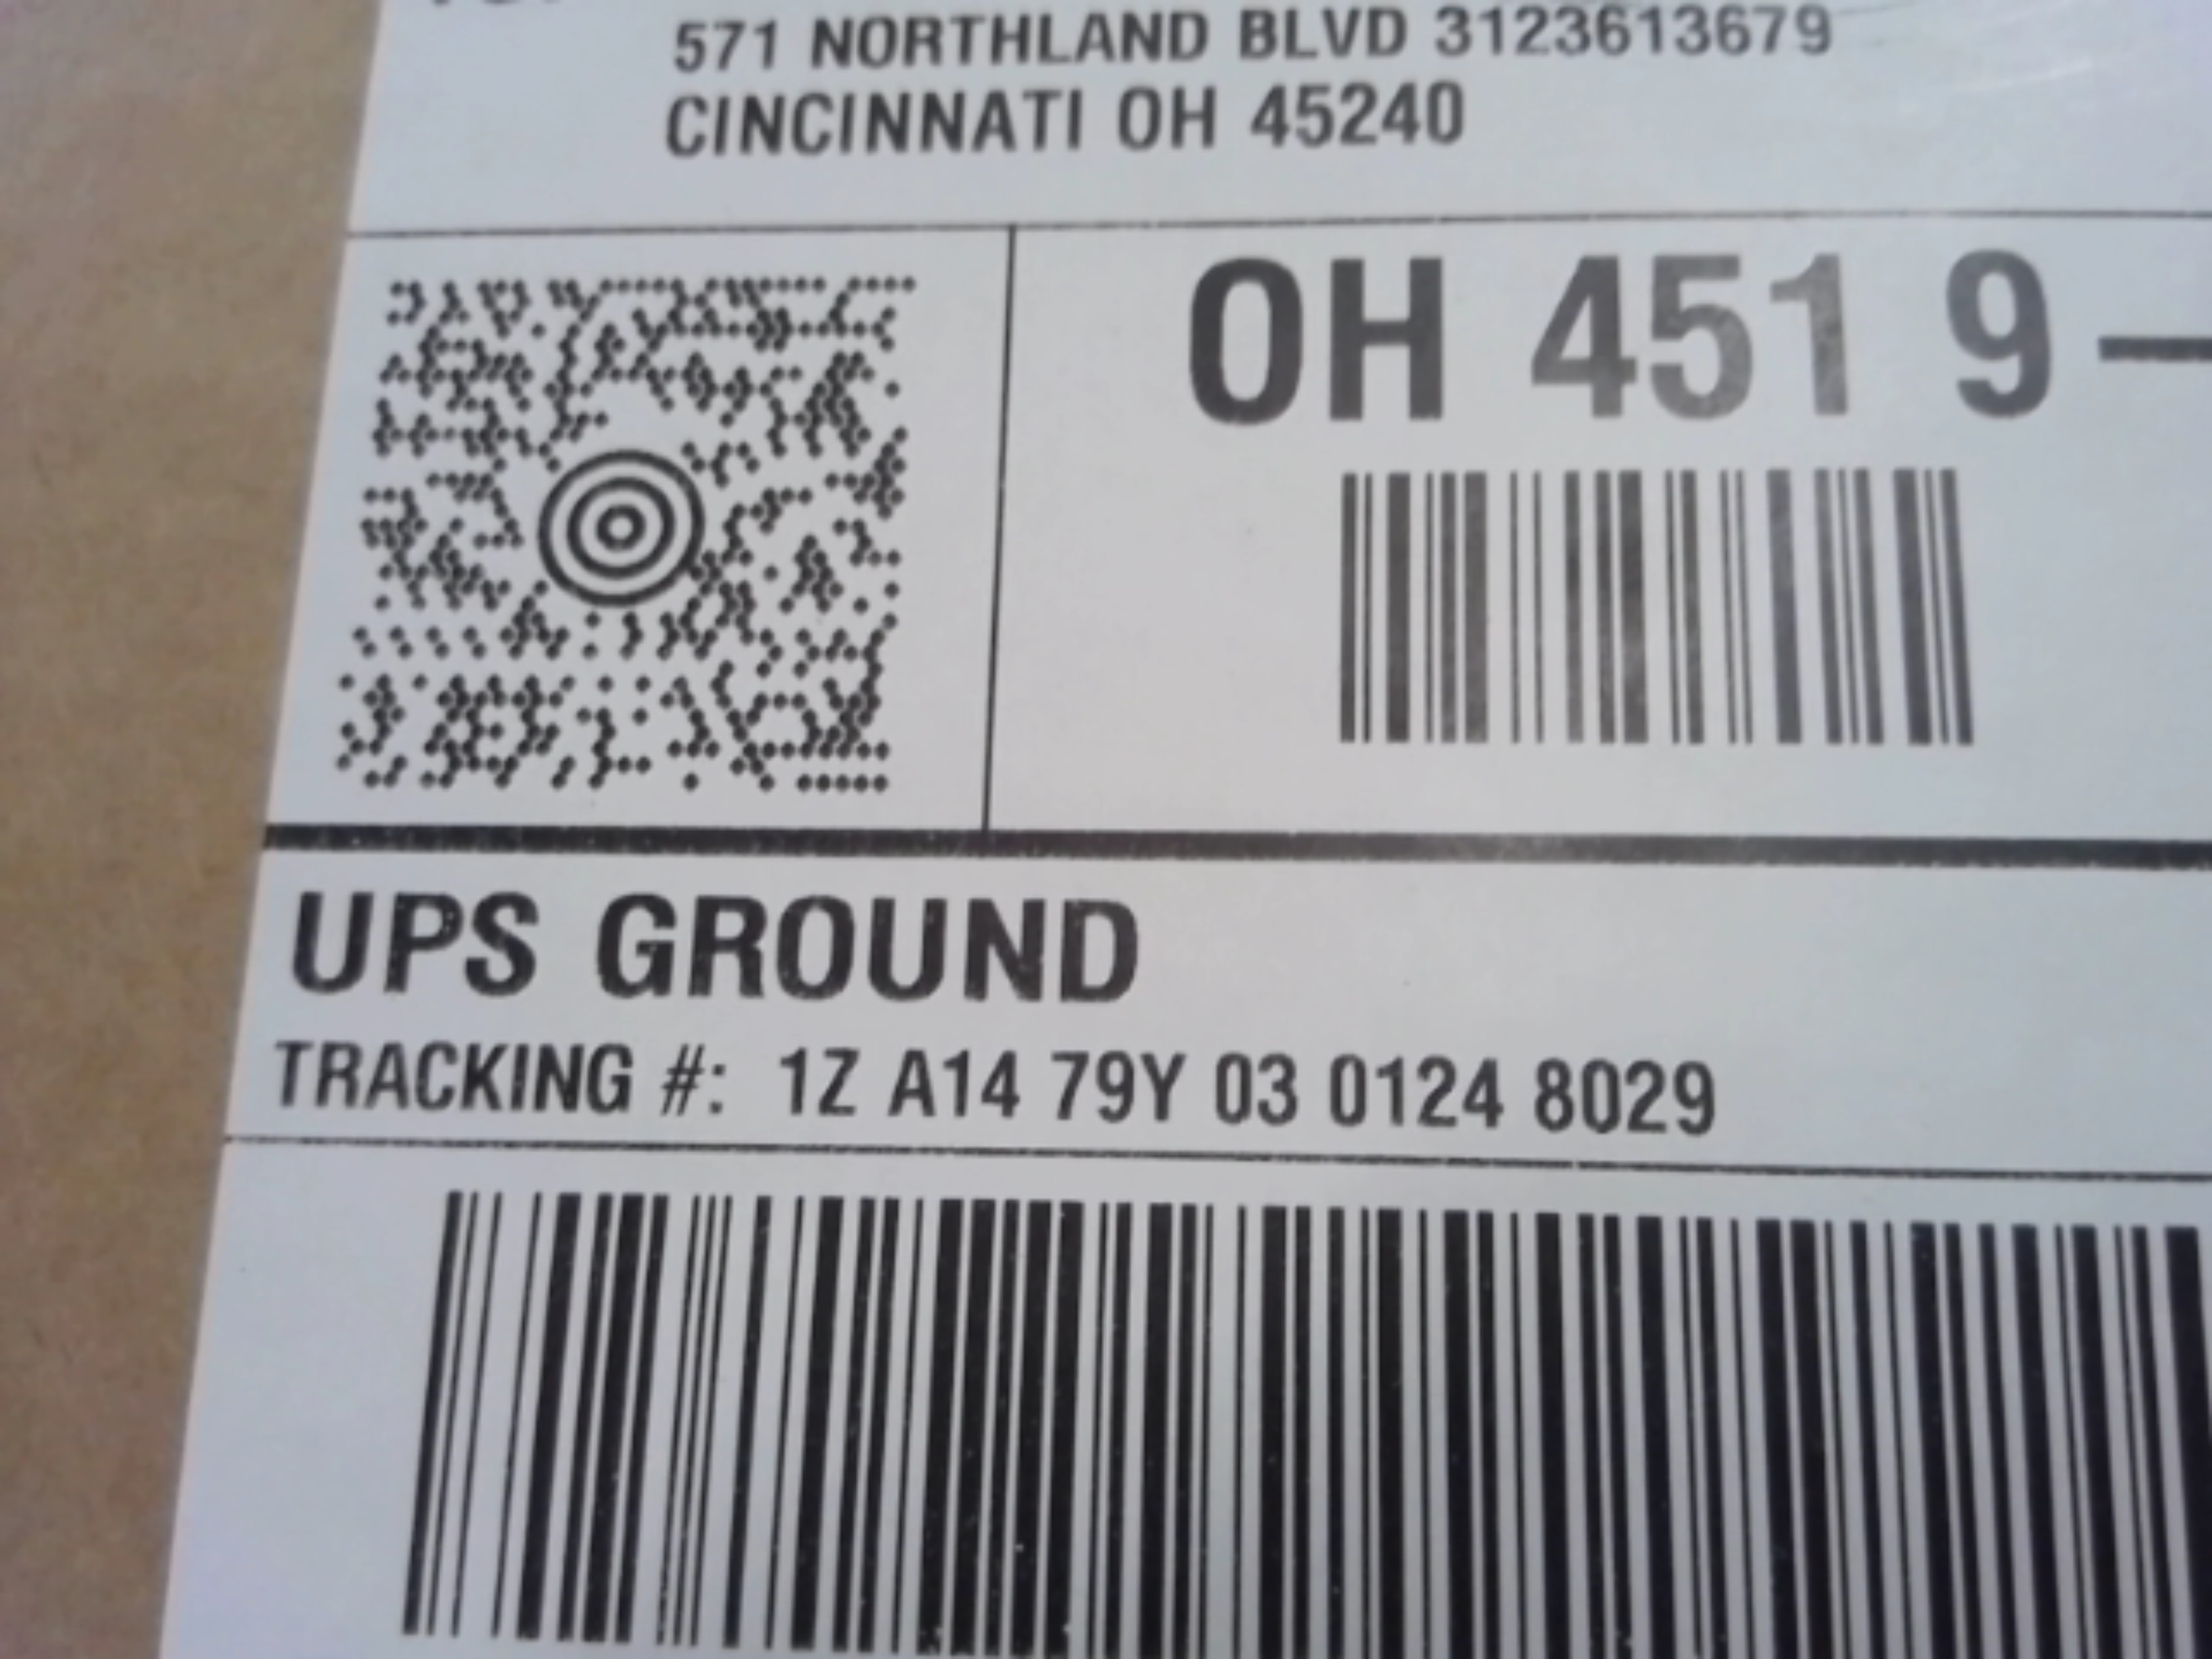 571 NORTHLAND BLVD 3123613679
CINCINNATI OH 45240
OH 451 9-
UPS GROUND
TRACKING #: 1Z A14 79Y 03 0124 8029